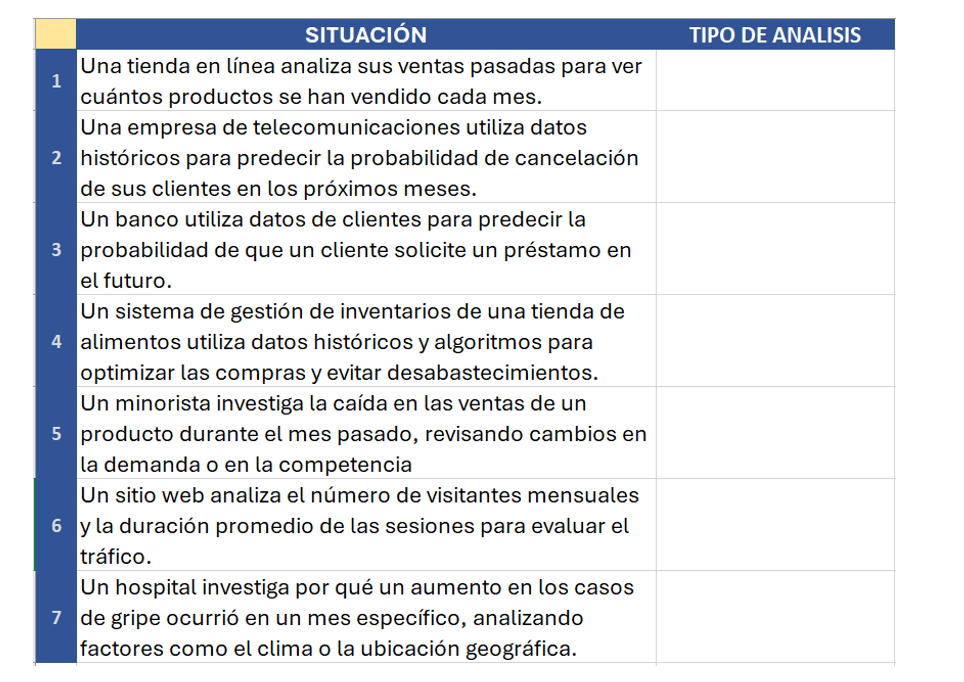 SITUACIÓN TIPO DE ANALISIS
Una tienda en línea analiza sus ventas pasadas para ver
1
cuántos productos se han vendido cada mes.
Una empresa de telecomunicaciones utiliza datos
2 históricos para predecir la probabilidad de cancelación
de sus clientes en los próximos meses.
Un banco utiliza datos de clientes para predecir la
3 probabilidad de que un cliente solicite un préstamo en
el futuro.
Un sistema de gestión de inventarios de una tienda de
4 alimentos utiliza datos históricos y algoritmos para
optimizar las compras y evitar desabastecimientos.
Un minorista investiga la caída en las ventas de un
5 producto durante el mes pasado, revisando cambios en
la demanda o en la competencia
Un sitio web analiza el número de visitantes mensuales
6 y la duración promedio de las sesiones para evaluar el
tráfico.
Un hospital investiga por qué un aumento en los casos
7 de gripe ocurrió en un mes específico, analizando
factores como el clima o la ubicación geográfica.